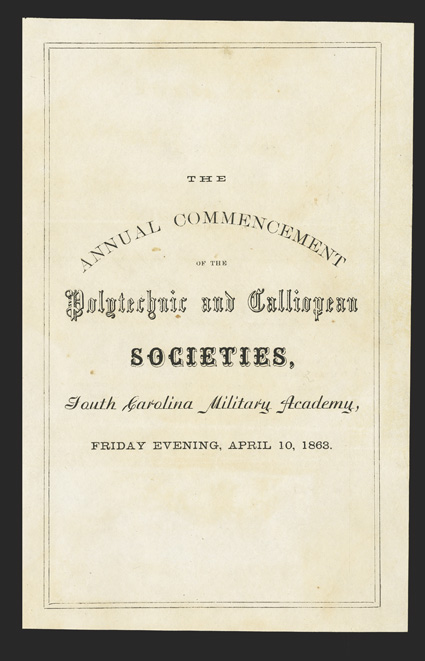 THE
ANNUAL COMMENCEMENT
OF THE
Polytechnic and Calliopean
SOCIETIES,
South Carolina Military Academy,
FRIDAY EVENING, APRIL 10, 1863.